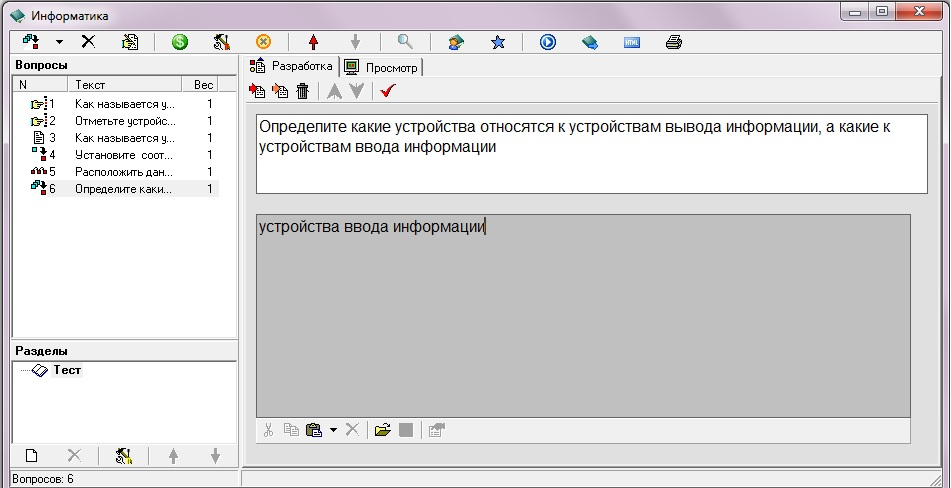 Информатика
Вопросы
N Текст Вес
1 Как называется у... 1
2 Отметьте устройс... 1
3 Как называется у... 1
4 Установите соот... 1
5 Расположить дан... 1
6 Определите каки... 1
Разделы
Тест
Вопросов: 6
Разработка Просмотр
Определите какие устройства относятся к устройствам вывода информации, а какие к
устройствам ввода информации
устройства ввода информации
HTML